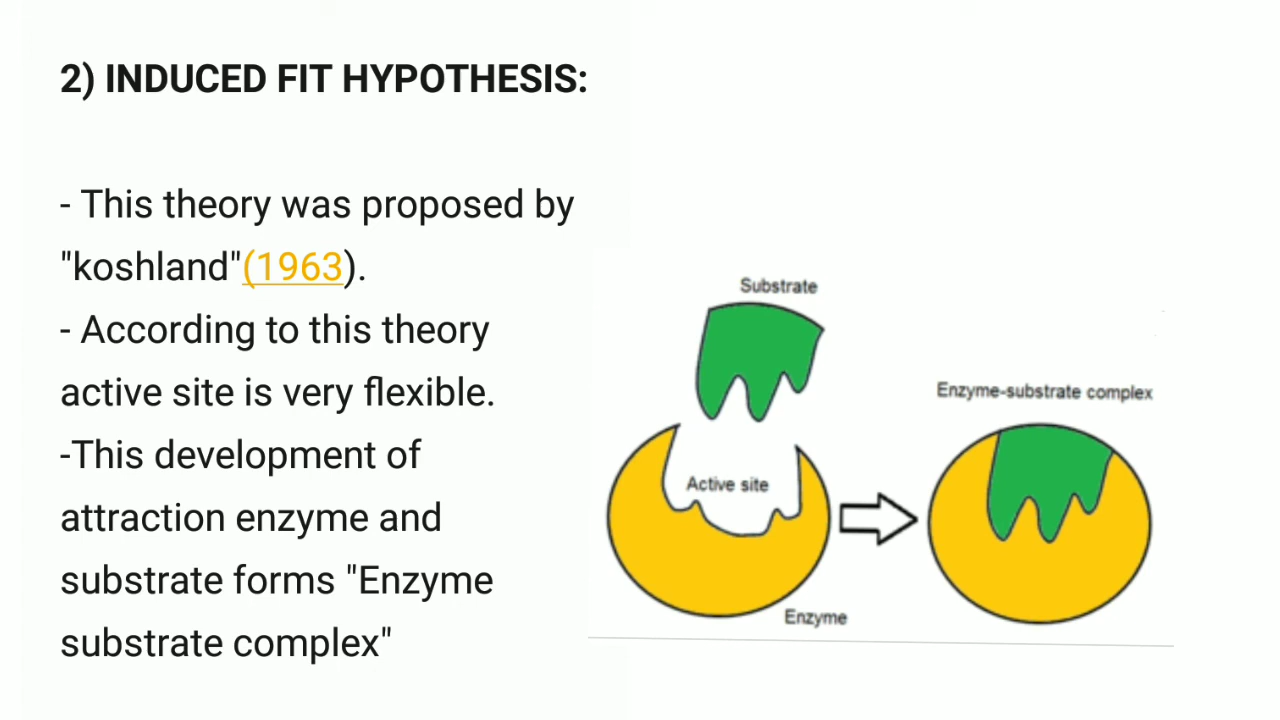 2) INDUCED FIT HYPOTHESIS:
- This theory was proposed by
"koshland"(1963).
- According to this theory
active site is very flexible.
-This development of
attraction enzyme and
substrate forms "Enzyme
substrate complex"
Substrate
Active site
Enzyme
Enzyme-substrate complex